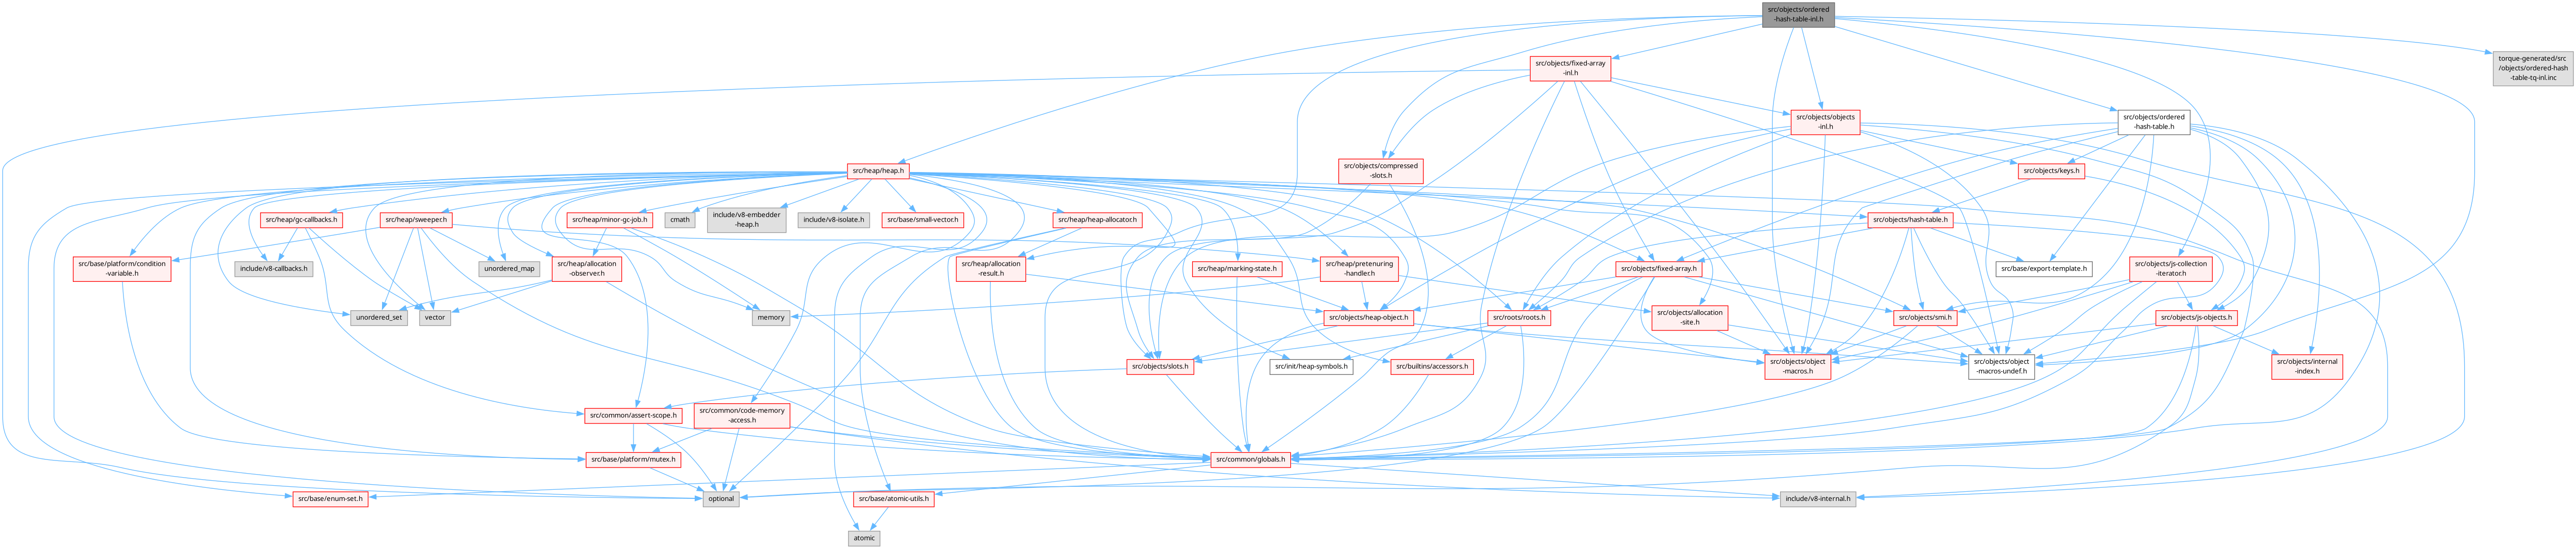 src/objects/ordered
-hash-table-inl.h
torque-generated/src
/objects/ordered-hash
-table-tq-inl.inc
src/objects/fixed-array
-inl.h
src/objects/objects
-inl.h
src/objects/ordered
-hash-table.h
src/heap/heap.h
src/objects/compressed
-slots.h
src/objects/keys.h
src/heap/gc-callbacks.h
src/heap/sweeper.h
src/heap/minor-gc-job.h
cmath
include/v8-embedder
-heap.h
include/v8-isolate.h
src/base/small-vector.h
src/heap/heap-allocator.h
src/objects/hash-table.h
src/base/platform/condition
-variable.h
include/v8-callbacks.h
unordered_map
src/heap/allocation
-observer.h
src/heap/allocation
-result.h
src/heap/marking-state.h
src/heap/pretenuring
-handler.h
src/objects/fixed-array.h
src/base/export-template.h
src/objects/js-collection
-iterator.h
unordered_set
vector
memory
src/objects/heap-object.h
src/roots/roots.h
src/objects/allocation
-site.h
src/objects/smi.h
src/objects/js-objects.h
src/objects/slots.h
src/init/heap-symbols.h
src/builtins/accessors.h
src/objects/object
-macros.h
src/objects/object
-macros-undef.h
src/objects/internal
-index.h
src/common/assert-scope.h
src/common/code-memory
-access.h
src/base/platform/mutex.h
src/common/globals.h
src/base/enum-set.h
optional
src/base/atomic-utils.h
include/v8-internal.h
atomic